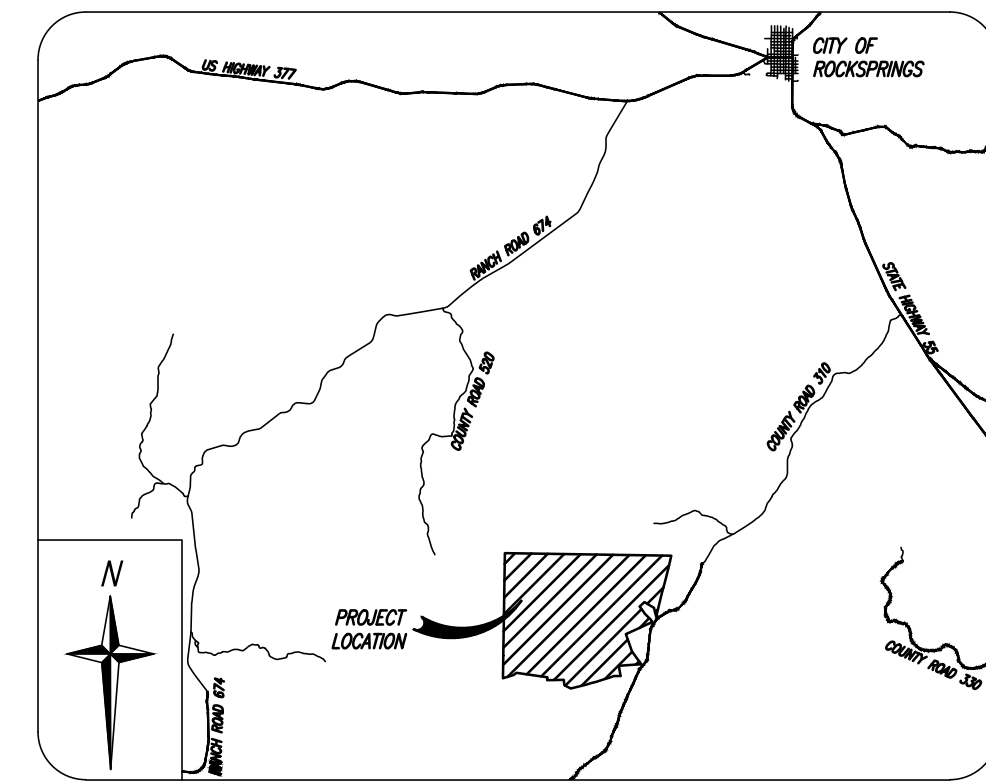 CITY OF
ROCKSPRINGS
US HIGHWAY 377
RANCH ROAD 674
STATE HIGHWAY 55
COUNTY ROAD 520
COUNTY ROAD 310
N
PROJECT
LOCATION
COUNTY ROAD 330
RANCH ROAD 674